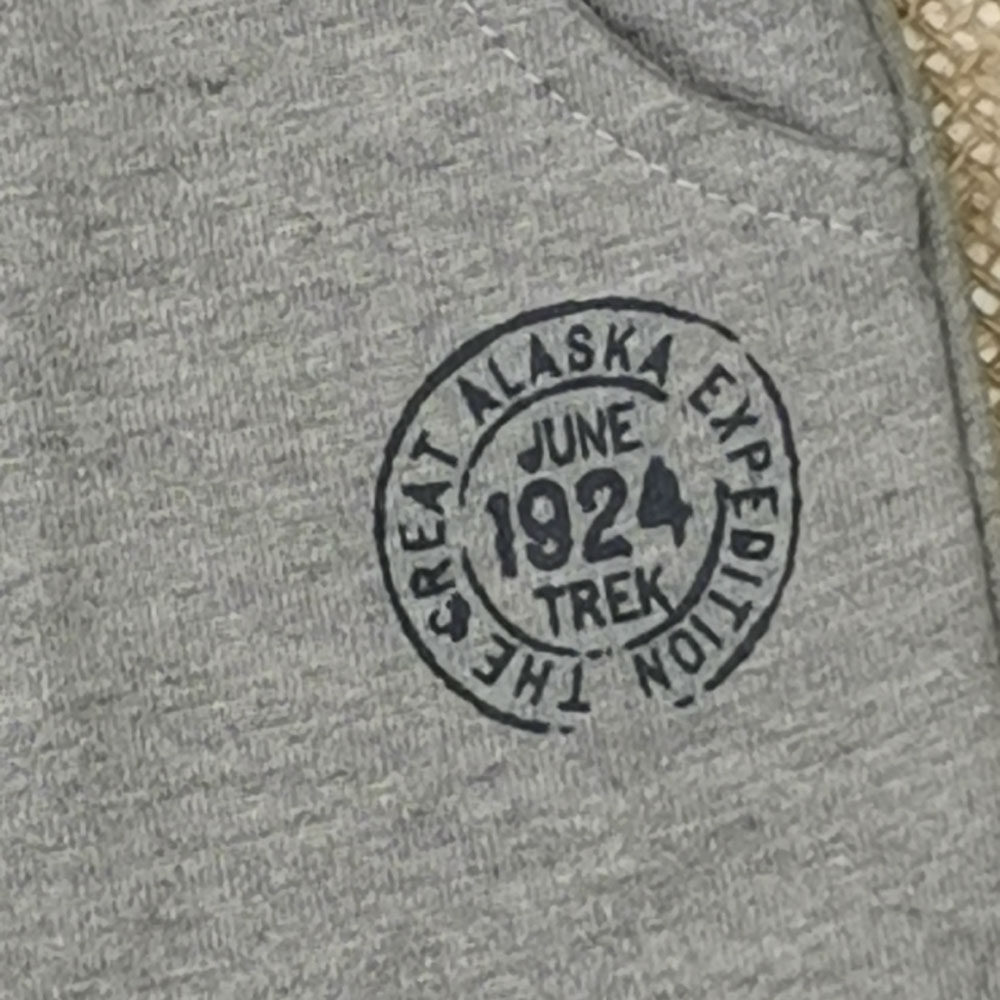 THE GREAT ALASKA EXPEDITION
JUNE
1924
TREK